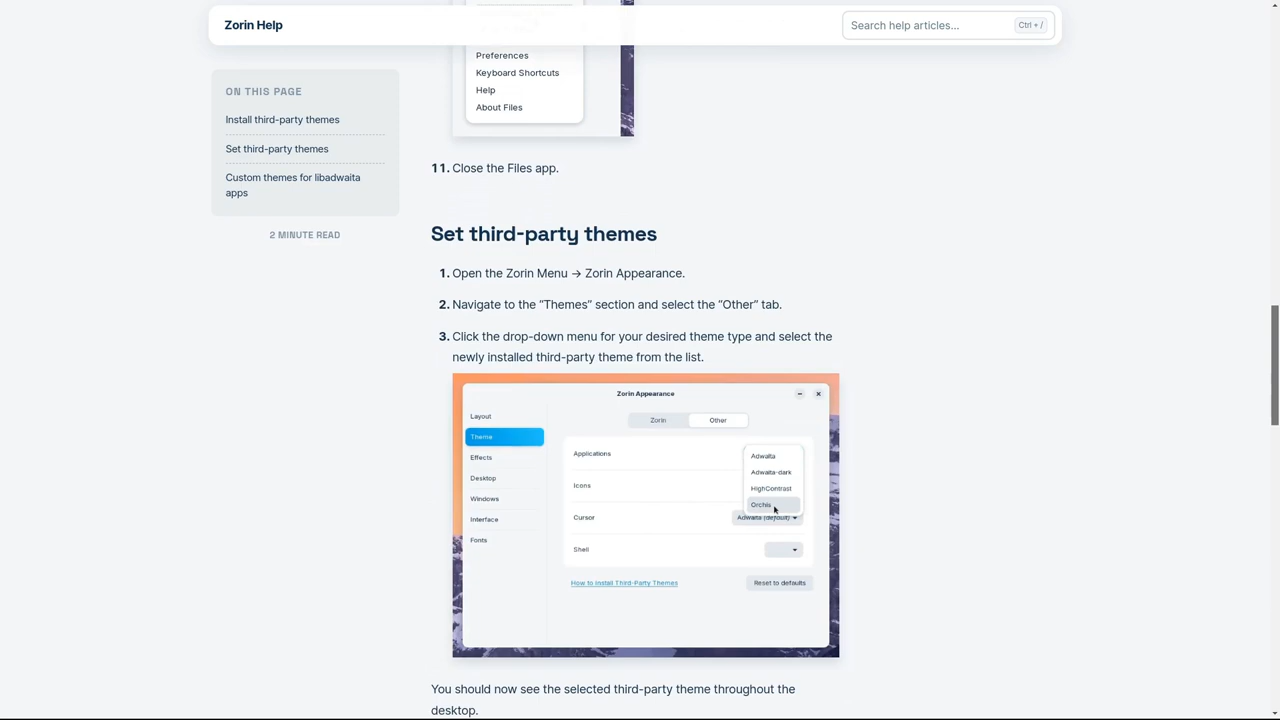 Zorin Help
Search help articles...
Ctrl + /
Preferences
Keyboard Shortcuts
Help
About Files
ON THIS PAGE
Install third-party themes
Set third-party themes
Custom themes for libadwaita
apps
2 MINUTE READ
11. Close the Files app.
Set third-party themes
1. Open the Zorin Menu → Zorin Appearance.
2. Navigate to the “Themes” section and select the “Other” tab.
3. Click the drop-down menu for your desired theme type and select the
newly installed third-party theme from the list.
Zorin Appearance
Layout
Theme
Effects
Desktop
Windows
Interface
Fonts
Zorin
Other
Applications
Icons
Cursor
Shell
Adwaita
Adwaita-dark
HighContrast
Orchis
Adwaita (default)
How to Install Third-Party Themes
Reset to defaults
You should now see the selected third-party theme throughout the
desktop.